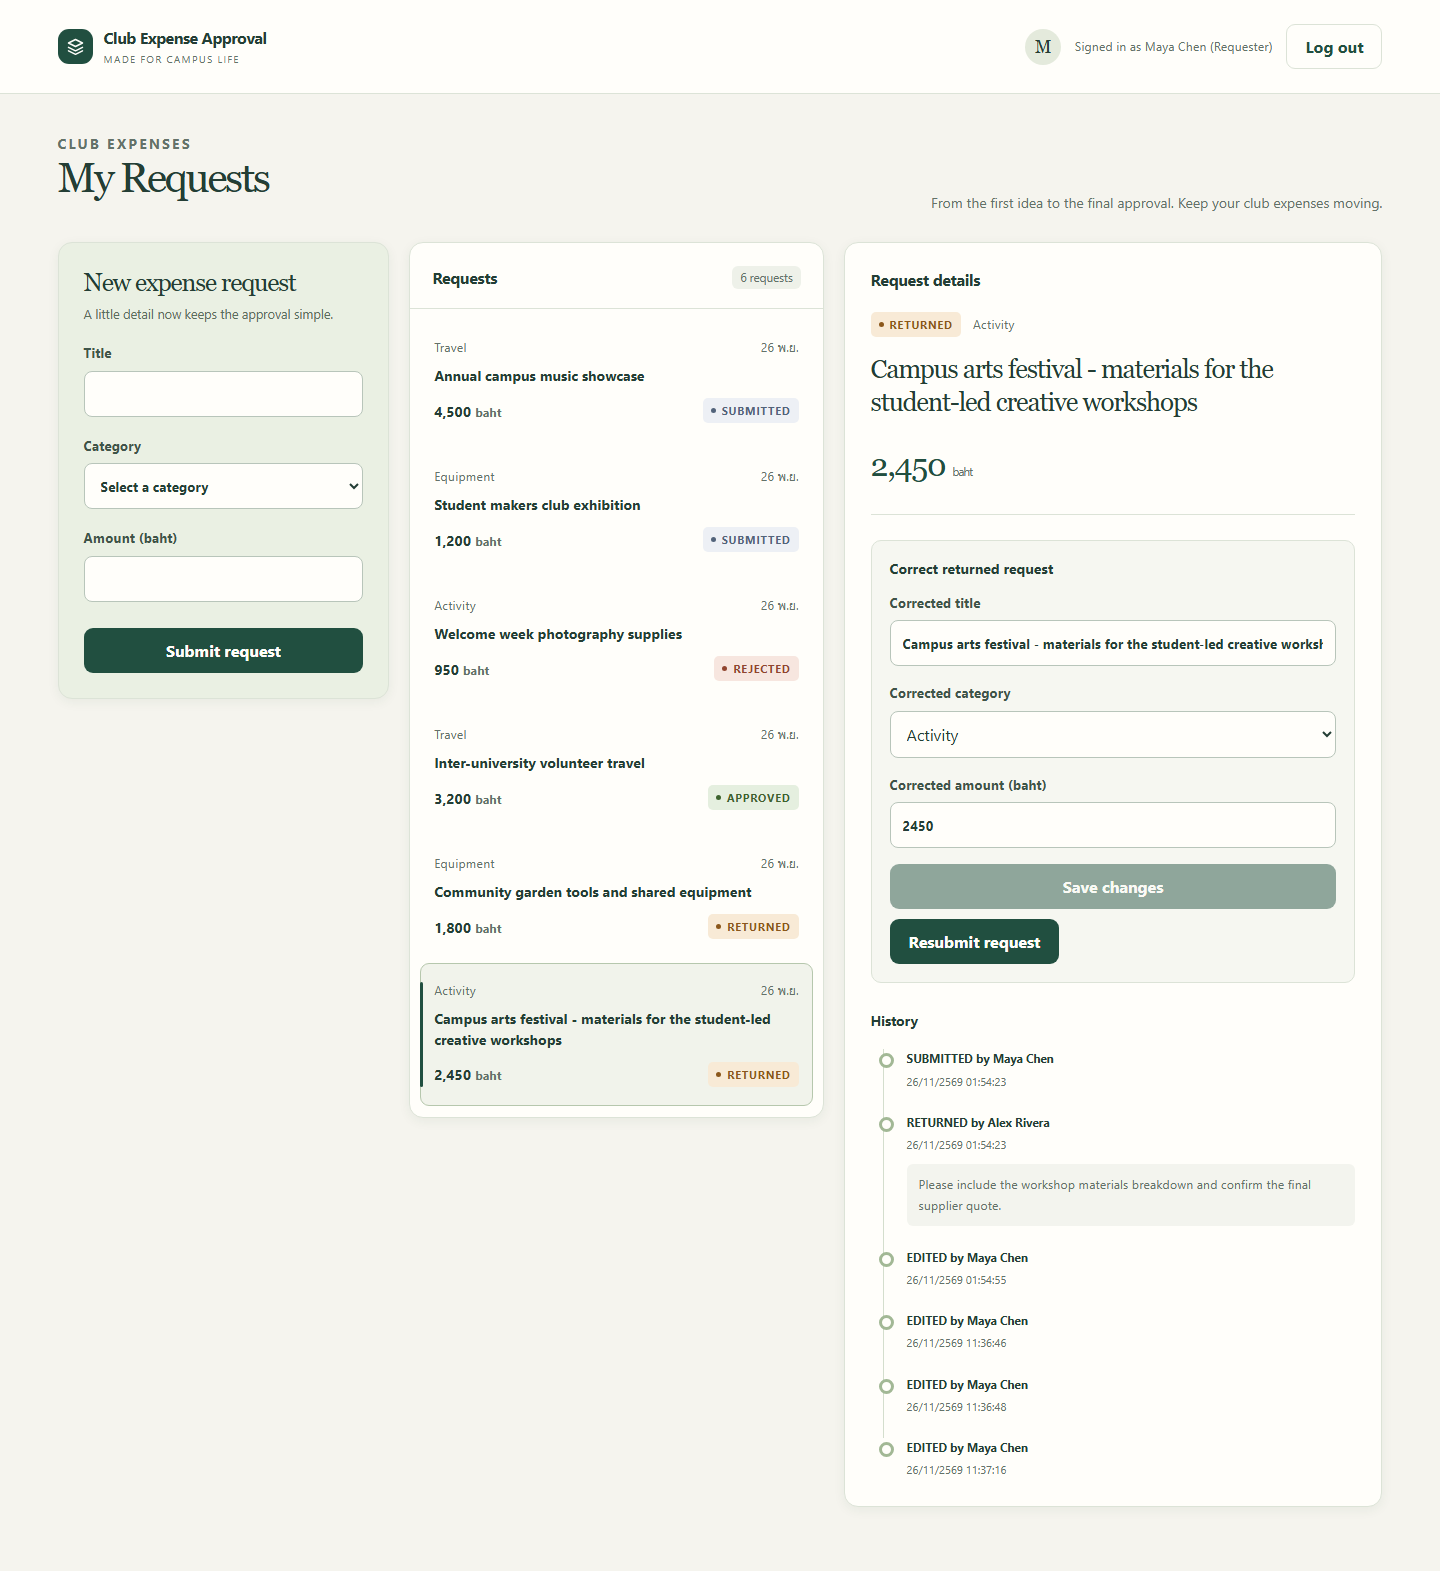 Club Expense Approval
MADE FOR CAMPUS LIFE
M
Signed in as Maya Chen (Requester)
Log out
CLUB EXPENSES
My Requests
From the first idea to the final approval. Keep your club expenses moving.
New expense request
A little detail now keeps the approval simple.
Title
Category
Select a category
Amount (baht)
Submit request
Requests
6 requests
Travel
26 พ.ย.
Annual campus music showcase
4,500 baht
SUBMITTED
Equipment
26 พ.ย.
Student makers club exhibition
1,200 baht
SUBMITTED
Activity
26 พ.ย.
Welcome week photography supplies
950 baht
REJECTED
Travel
26 พ.ย.
Inter-university volunteer travel
3,200 baht
APPROVED
Equipment
26 พ.ย.
Community garden tools and shared equipment
1,800 baht
RETURNED
Activity
26 พ.ย.
Campus arts festival - materials for the student-led
creative workshops
2,450 baht
RETURNED
Request details
RETURNED
Activity
Campus arts festival - materials for the
student-led creative workshops
2,450 baht
Correct returned request
Corrected title
Campus arts festival - materials for the student-led creative worksh
Corrected category
Activity
Corrected amount (baht)
2450
Save changes
Resubmit request
History
SUBMITTED by Maya Chen
26/11/2569 01:54:23
RETURNED by Alex Rivera
26/11/2569 01:54:23
Please include the workshop materials breakdown and confirm the final
supplier quote.
EDITED by Maya Chen
26/11/2569 01:54:55
EDITED by Maya Chen
26/11/2569 11:36:46
EDITED by Maya Chen
26/11/2569 11:36:48
EDITED by Maya Chen
26/11/2569 11:37:16